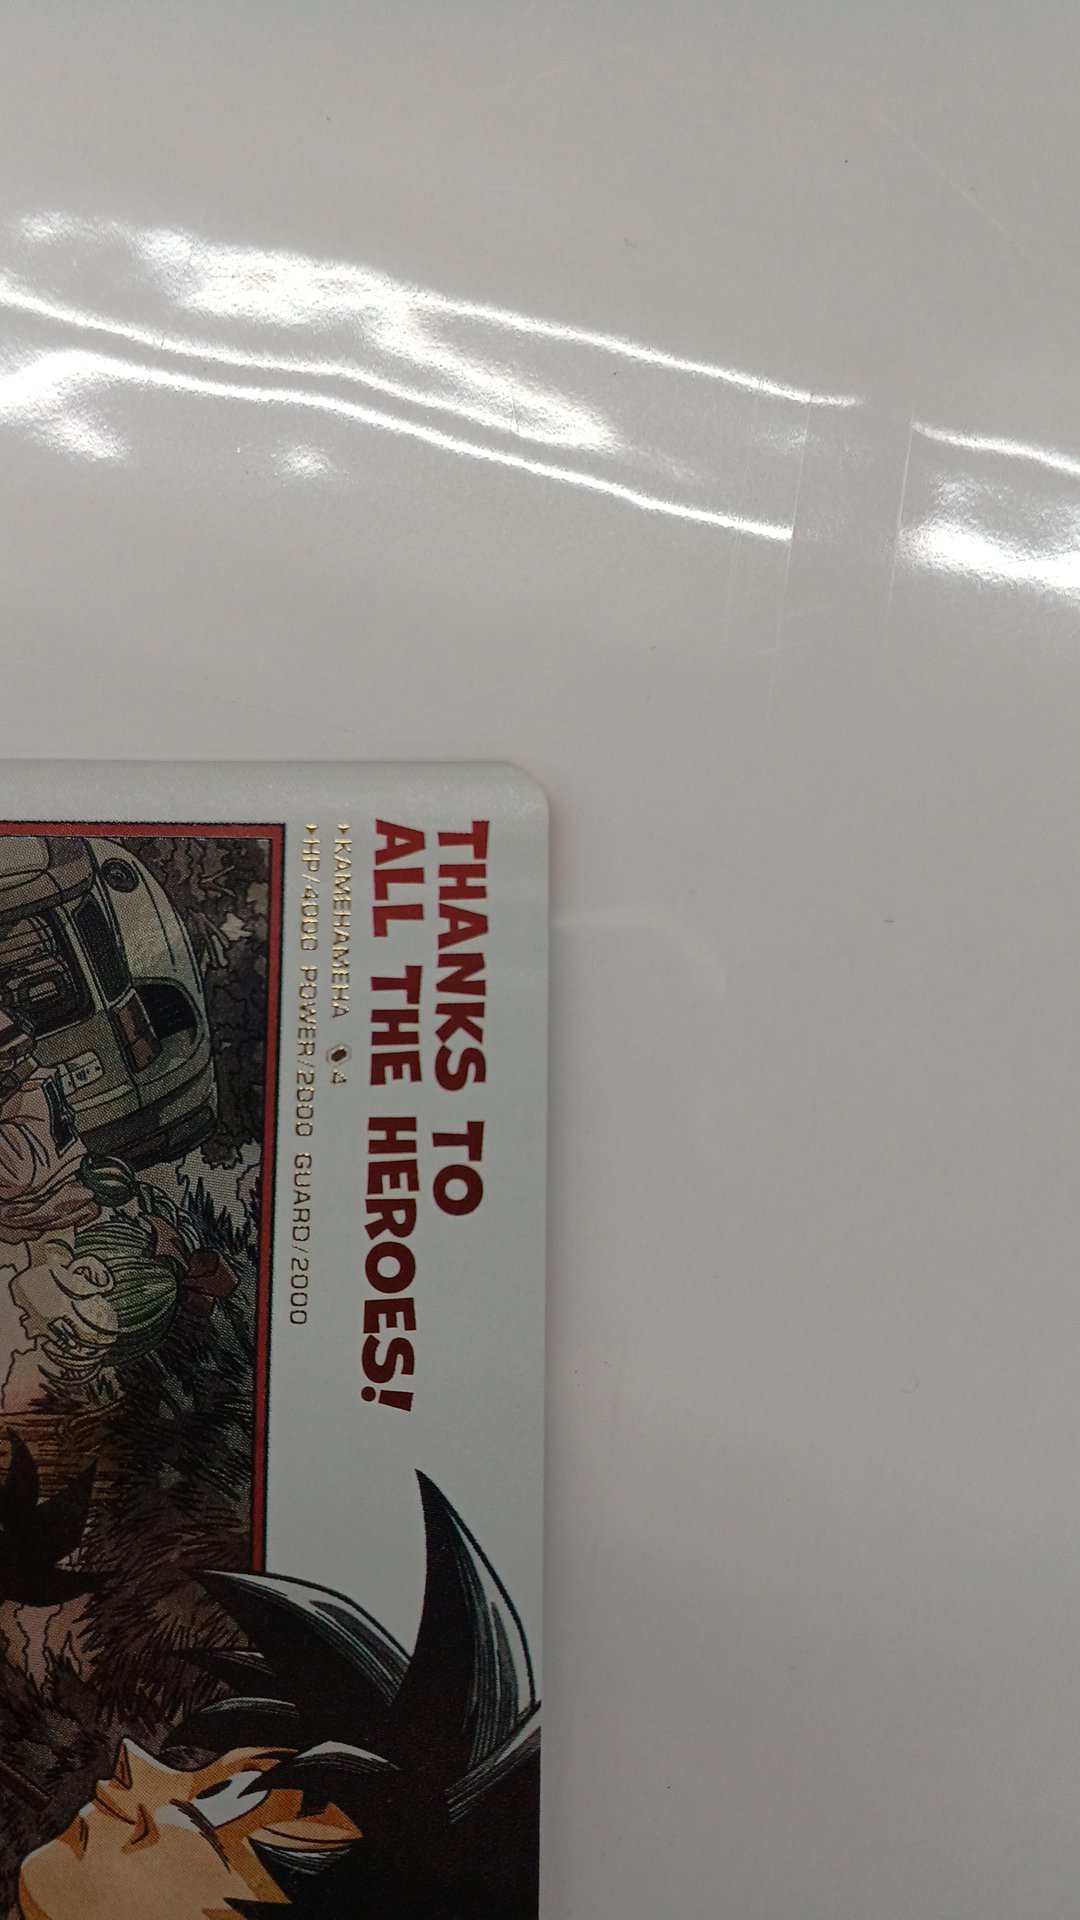 THANKS TO
ALL THE HEROES!
KAMEHAMEHA 4
HP/4000 POWER/2000 GUARD/2000